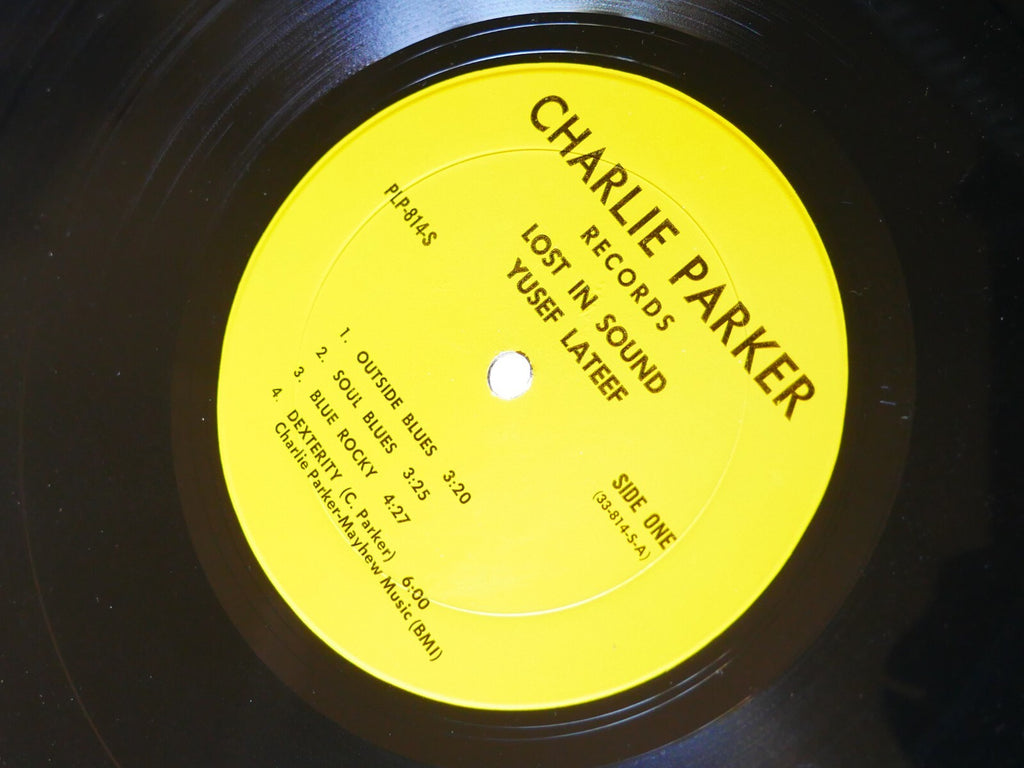 CHARLIE PARKER
RECORDS
LOST IN SOUND
YUSEF LATEEF
PLP-814-S
SIDE ONE
(33-814-S-A)
1. OUTSIDE BLUES 3:20
2. SOUL BLUES 3:25
3. BLUE ROCKY 4:27
4. DEXTERITY (C. Parker) 6:00
Charlie Parker-Mayhew Music (BMI)